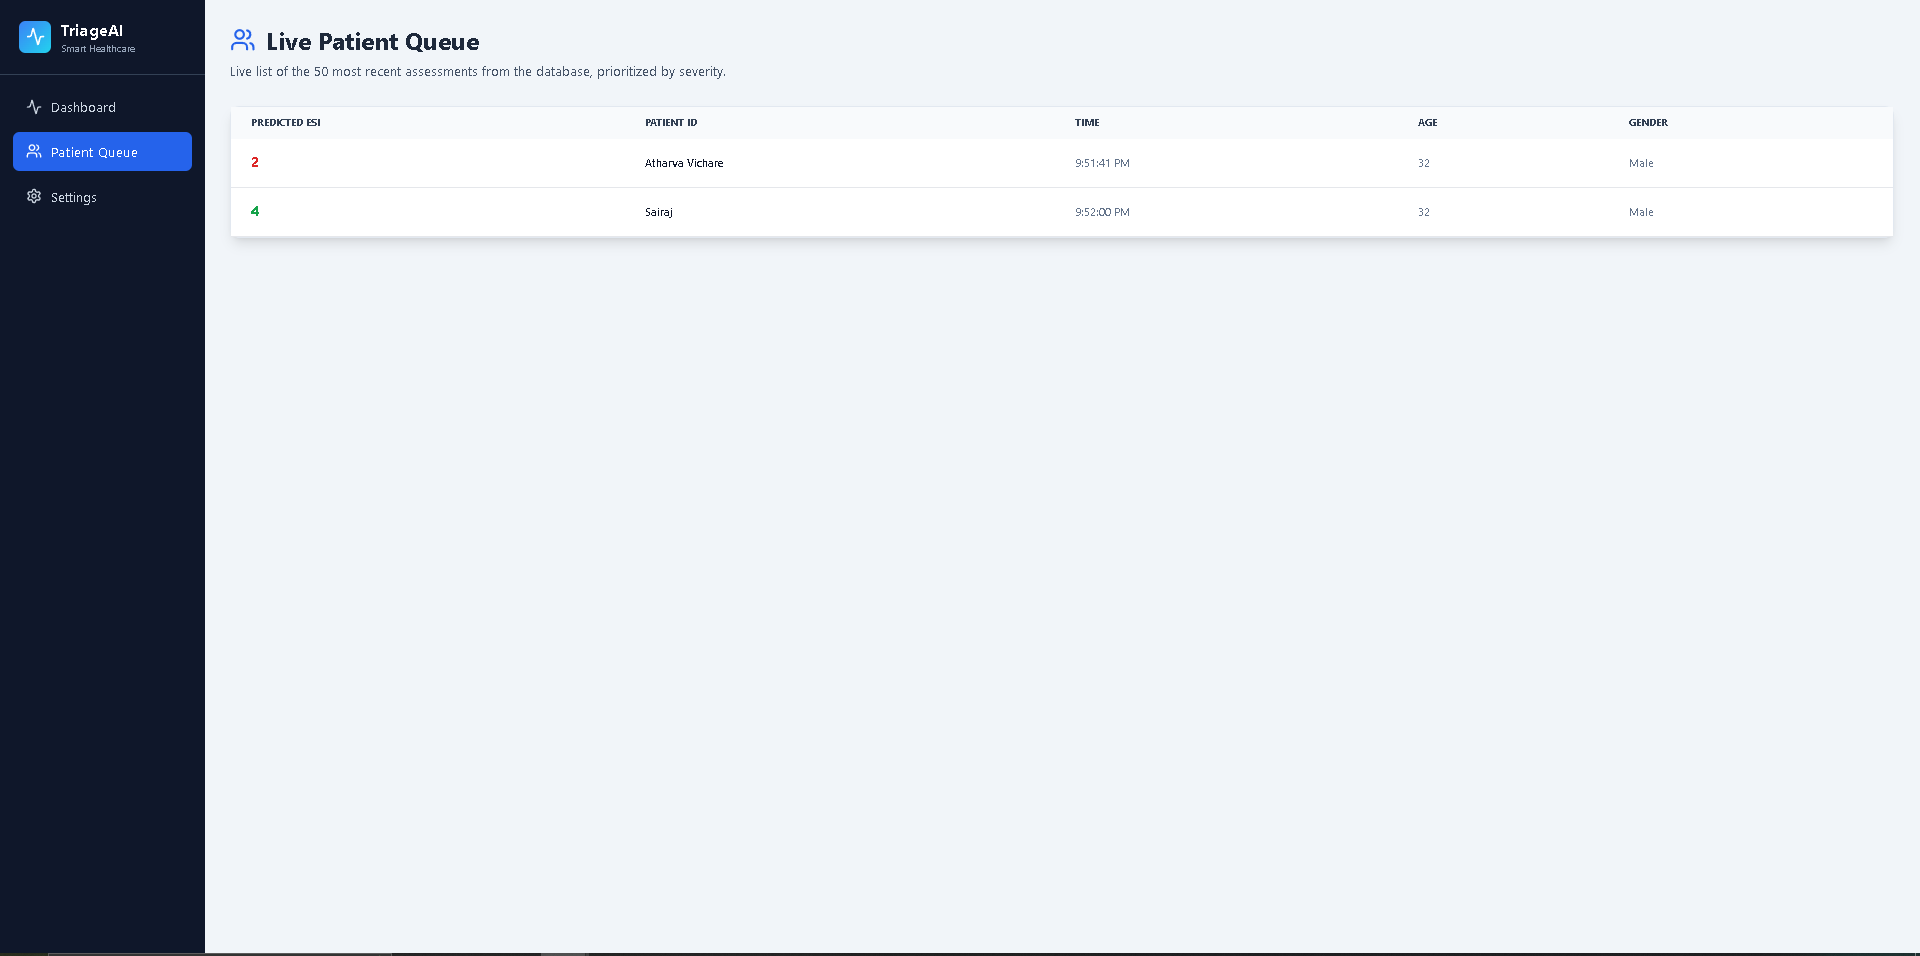 TriageAI
Smart Healthcare
Dashboard
Patient Queue
Settings
Live Patient Queue
Live list of the 50 most recent assessments from the database, prioritized by severity.
PREDICTED ESI PATIENT ID TIME AGE GENDER
2 Atharva Vichare 9:51:41 PM 32 Male
4 Sairaj 9:52:00 PM 32 Male